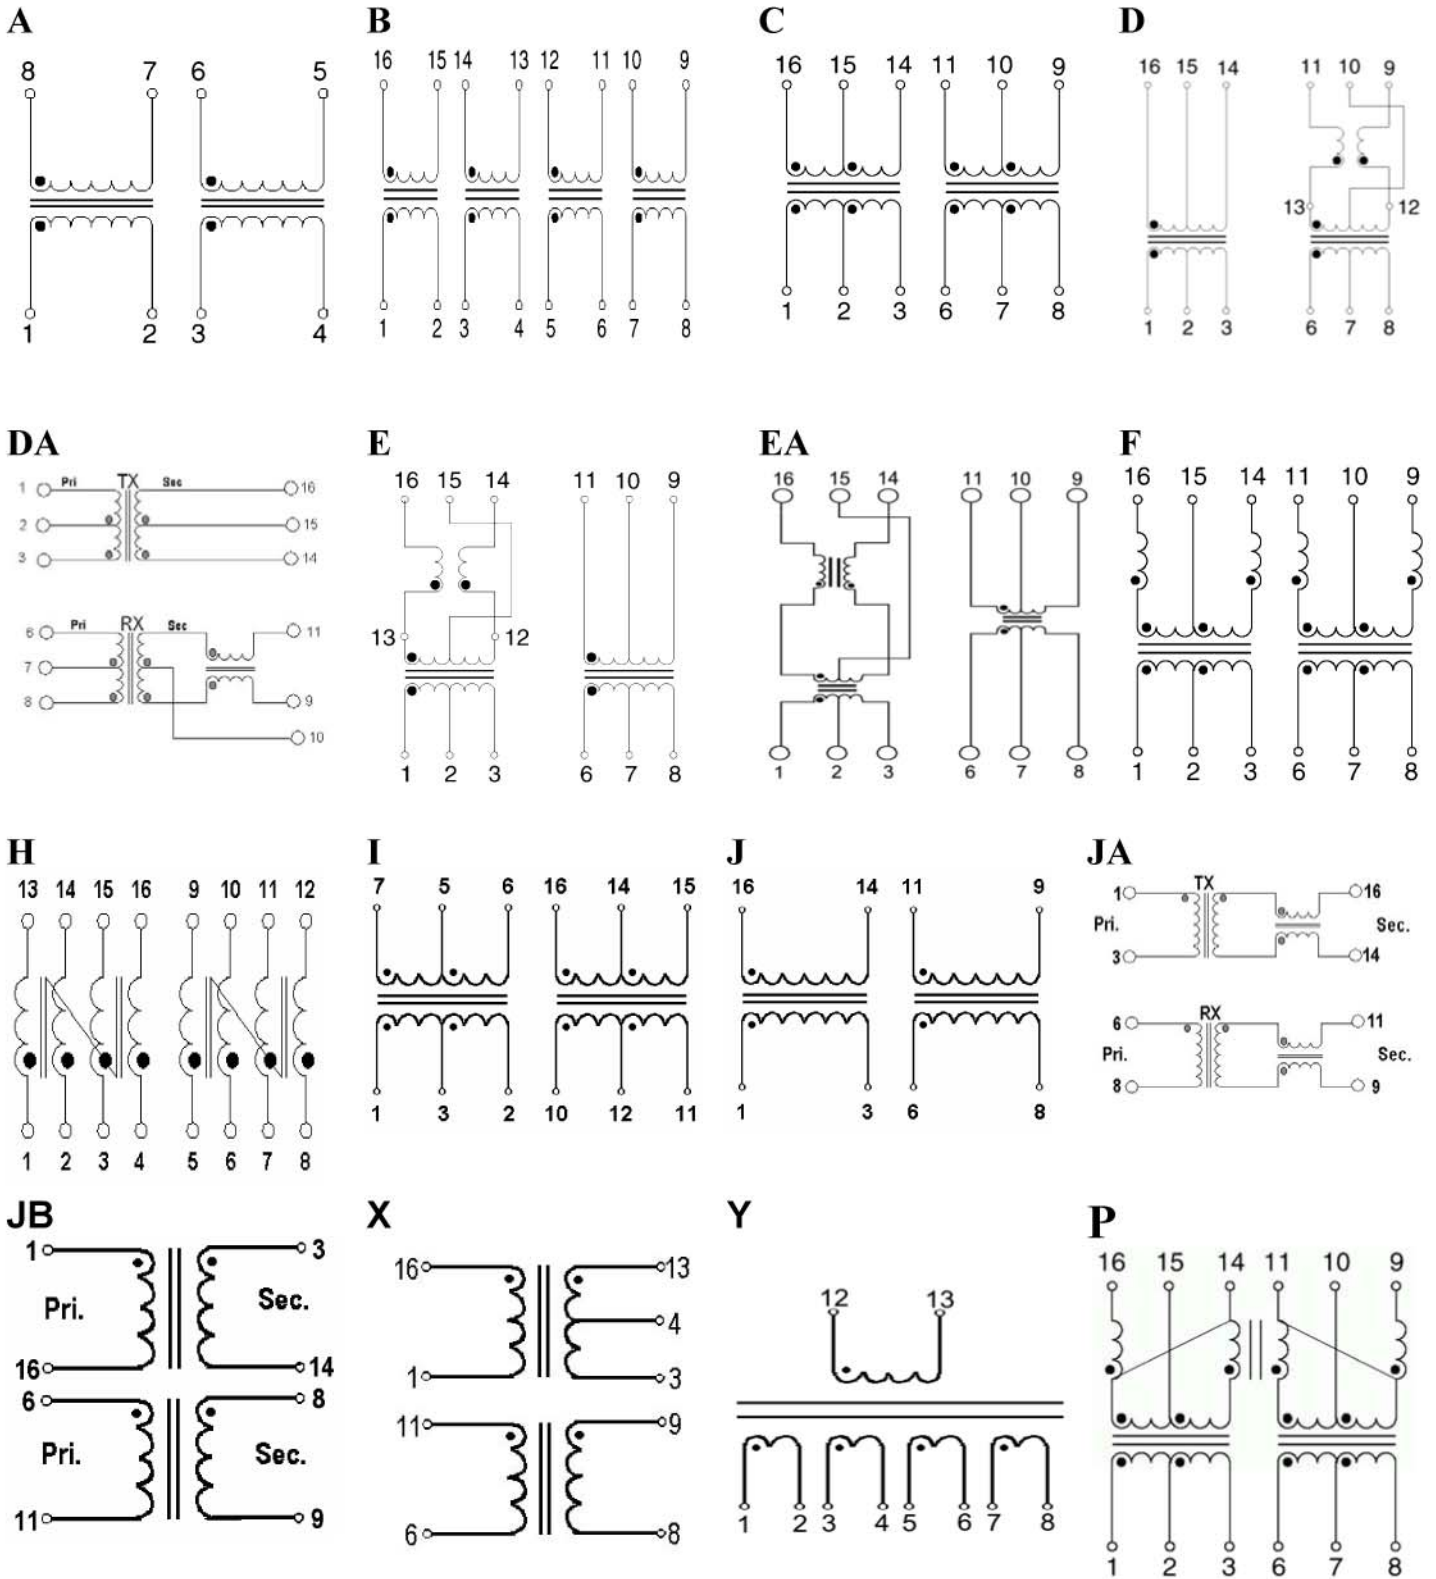 A B C D
8 7 6 5
16 15 14 13 12 11 10 9
16 15 14 11 10 9
16 15 14 11 10 9
13 12
1 2 3 4
1 2 3 4 5 6 7 8
1 2 3 6 7 8
1 2 3 6 7 8
DA E EA F
1 Pri TX Sec 16
2 15
3 14
6 Pri RX Sec 11
7
8 9
10
16 15 14 11 10 9
13 12
1 2 3 6 7 8
16 15 14 11 10 9
1 2 3 6 7 8
16 15 14 11 10 9
1 2 3 6 7 8
H I J JA
13 14 15 16 9 10 11 12
1 2 3 4 5 6 7 8
7 5 6 16 14 15
1 3 2 10 12 11
16 14 11 9
1 3 6 8
TX
1 16
Pri. Sec.
3 14
RX
6 11
Pri. Sec.
8 9
JB X Y P
1 3
Pri. Sec.
16 14
6 8
Pri. Sec.
11 9
16 13
4
1 3
11 9
6 8
12 13
1 2 3 4 5 6 7 8
16 15 14 11 10 9
1 2 3 6 7 8